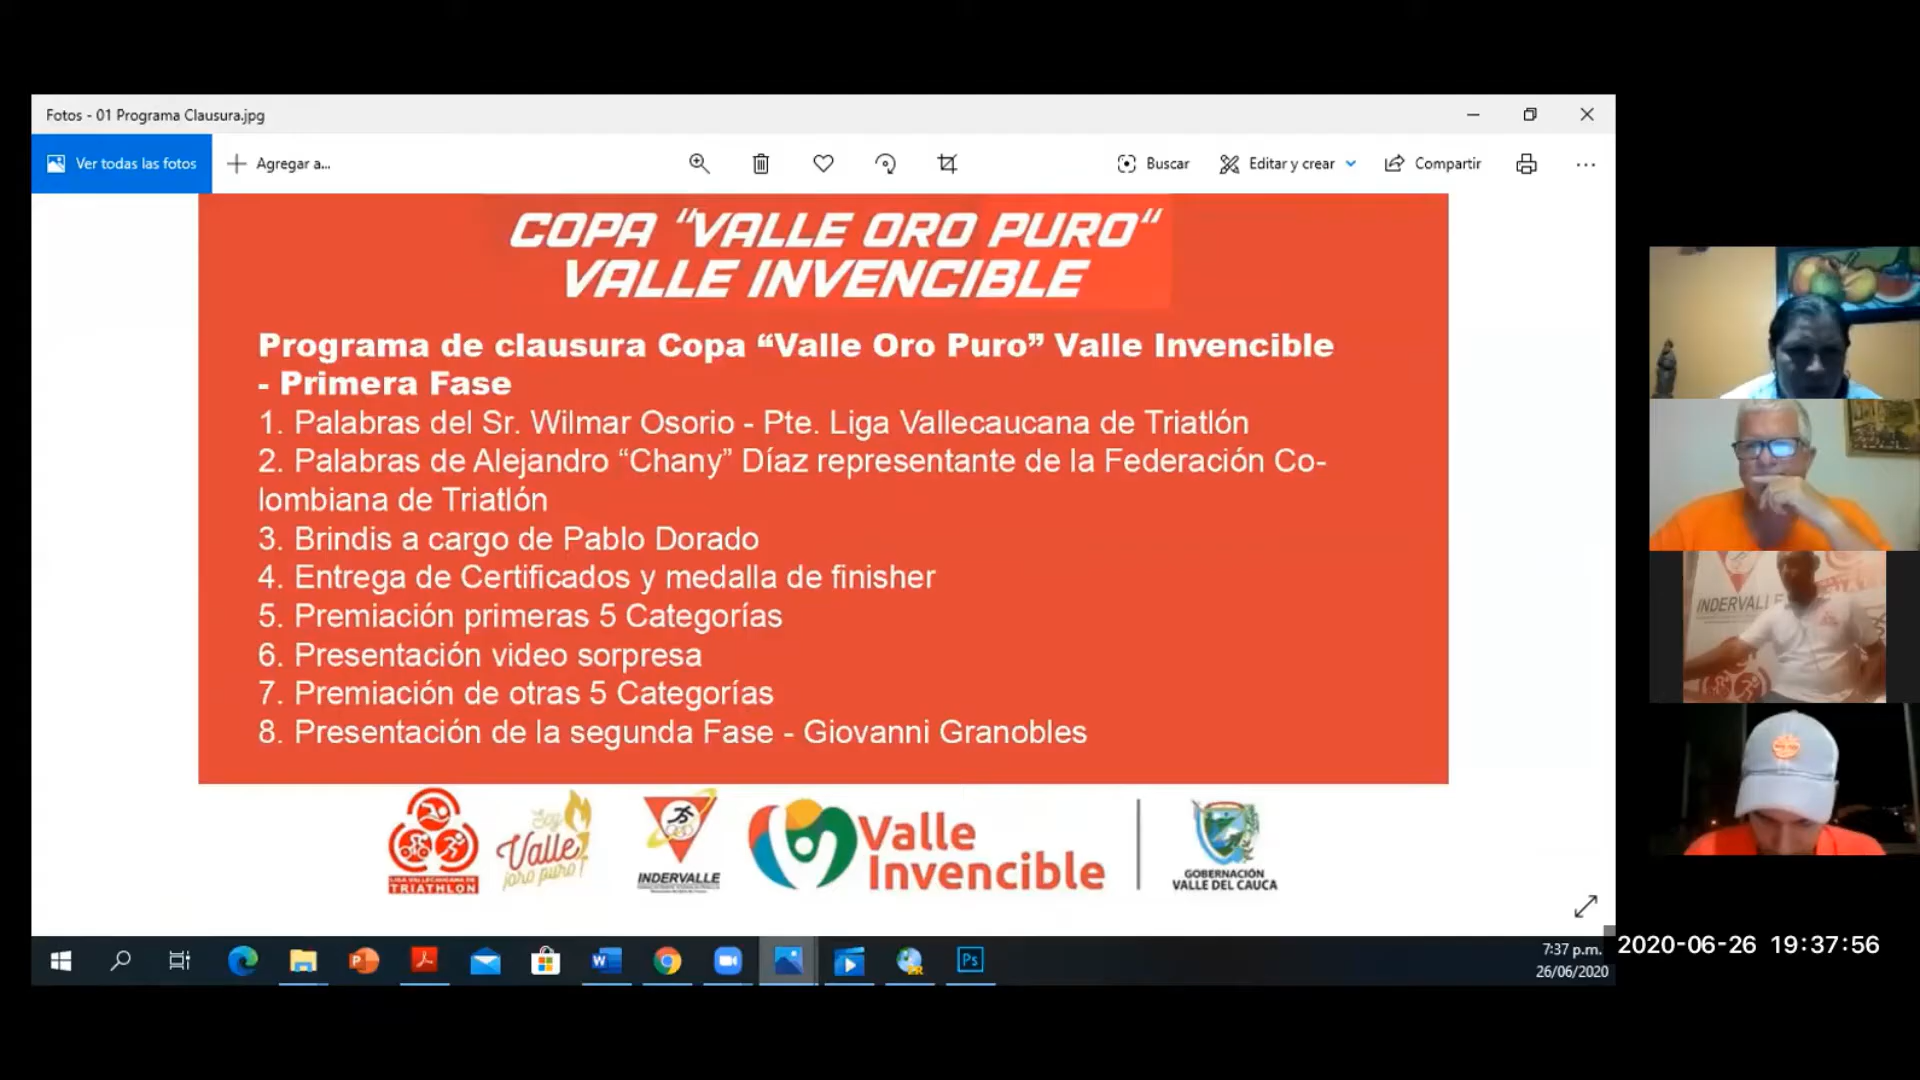 Fotos - 01 Programa Clausura.jpg
Ver todas las fotos
Agregar a...
Buscar
Editar y crear
Compartir
COPA “VALLE ORO PURO“
VALLE INVENCIBLE
Programa de clausura Copa “Valle Oro Puro” Valle Invencible
- Primera Fase
1. Palabras del Sr. Wilmar Osorio - Pte. Liga Vallecaucana de Triatlón
2. Palabras de Alejandro “Chany” Díaz representante de la Federación Co-
lombiana de Triatlón
3. Brindis a cargo de Pablo Dorado
4. Entrega de Certificados y medalla de finisher
5. Premiación primeras 5 Categorías
6. Presentación video sorpresa
7. Premiación de otras 5 Categorías
8. Presentación de la segunda Fase - Giovanni Granobles
LIGA VALLECAUCANA DE
TRIATHLON
Soy
Valle
¡oro puro!
INDERVALLE
Valle
Invencible
GOBERNACIÓN
VALLE DEL CAUCA
INDERVALLE
7:37 p.m.
26/06/2020
2020-06-26 19:37:56
Ps